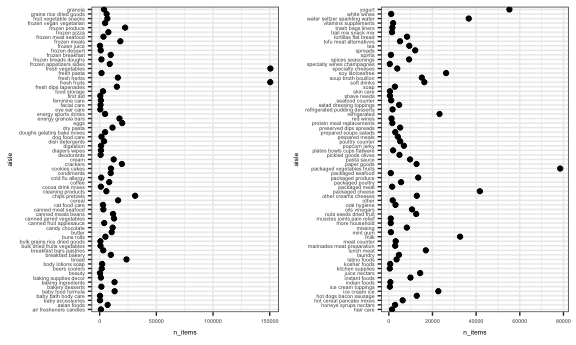 aisle
granola
grains rice dried goods
fruit vegetable snacks
frozen vegan vegetarian
frozen produce
frozen pizza
frozen meat seafood
frozen meals
frozen juice
frozen dessert
frozen breakfast
frozen breads doughs
frozen appetizers sides
fresh vegetables
fresh pasta
fresh herbs
fresh fruits
fresh dips tapenades
food storage
first aid
feminine care
facial care
eye ear care
energy sports drinks
energy granola bars
eggs
dry pasta
doughs gelatins bake mixes
dog food care
dish detergents
digestion
diapers wipes
deodorants
cream
crackers
cookies cakes
condiments
cold flu allergy
coffee
cocoa drink mixes
cleaning products
chips pretzels
cereal
cat food care
canned meat seafood
canned meals beans
canned jarred vegetables
canned fruit applesauce
candy chocolate
butter
buns rolls
bulk grains rice dried goods
bulk dried fruits vegetables
breakfast bars pastries
breakfast bakery
bread
body lotions soap
beers coolers
beauty
baking supplies decor
baking ingredients
bakery desserts
baby food formula
baby bath body care
baby accessories
asian foods
air fresheners candles
0
50000
100000
150000
n_items
aisle
yogurt
white wines
water seltzer sparkling water
vitamins supplements
trash bags liners
trail mix snack mix
tortillas flat bread
tofu meat alternatives
tea
spreads
spirits
spices seasonings
specialty wines champagnes
specialty cheeses
soy lactosefree
soup broth bouillon
soft drinks
soap
skin care
shave needs
seafood counter
salad dressing toppings
refrigerated pudding desserts
refrigerated
red wines
protein meal replacements
preserved dips spreads
prepared soups salads
prepared meals
poultry counter
popcorn jerky
plates bowls cups flatware
pickled goods olives
pasta sauce
paper goods
packaged vegetables fruits
packaged seafood
packaged produce
packaged poultry
packaged meat
packaged cheese
other creams cheeses
other
oral hygiene
oils vinegars
nuts seeds dried fruit
muscles joints pain relief
more household
missing
mint gum
milk
meat counter
marinades meat preparation
lunch meat
laundry
latino foods
kosher foods
kitchen supplies
juice nectars
instant foods
indian foods
ice cream toppings
ice cream ice
hot dogs bacon sausage
hot cereal pancake mixes
honeys syrups nectars
hair care
0
20000
40000
60000
80000
n_items